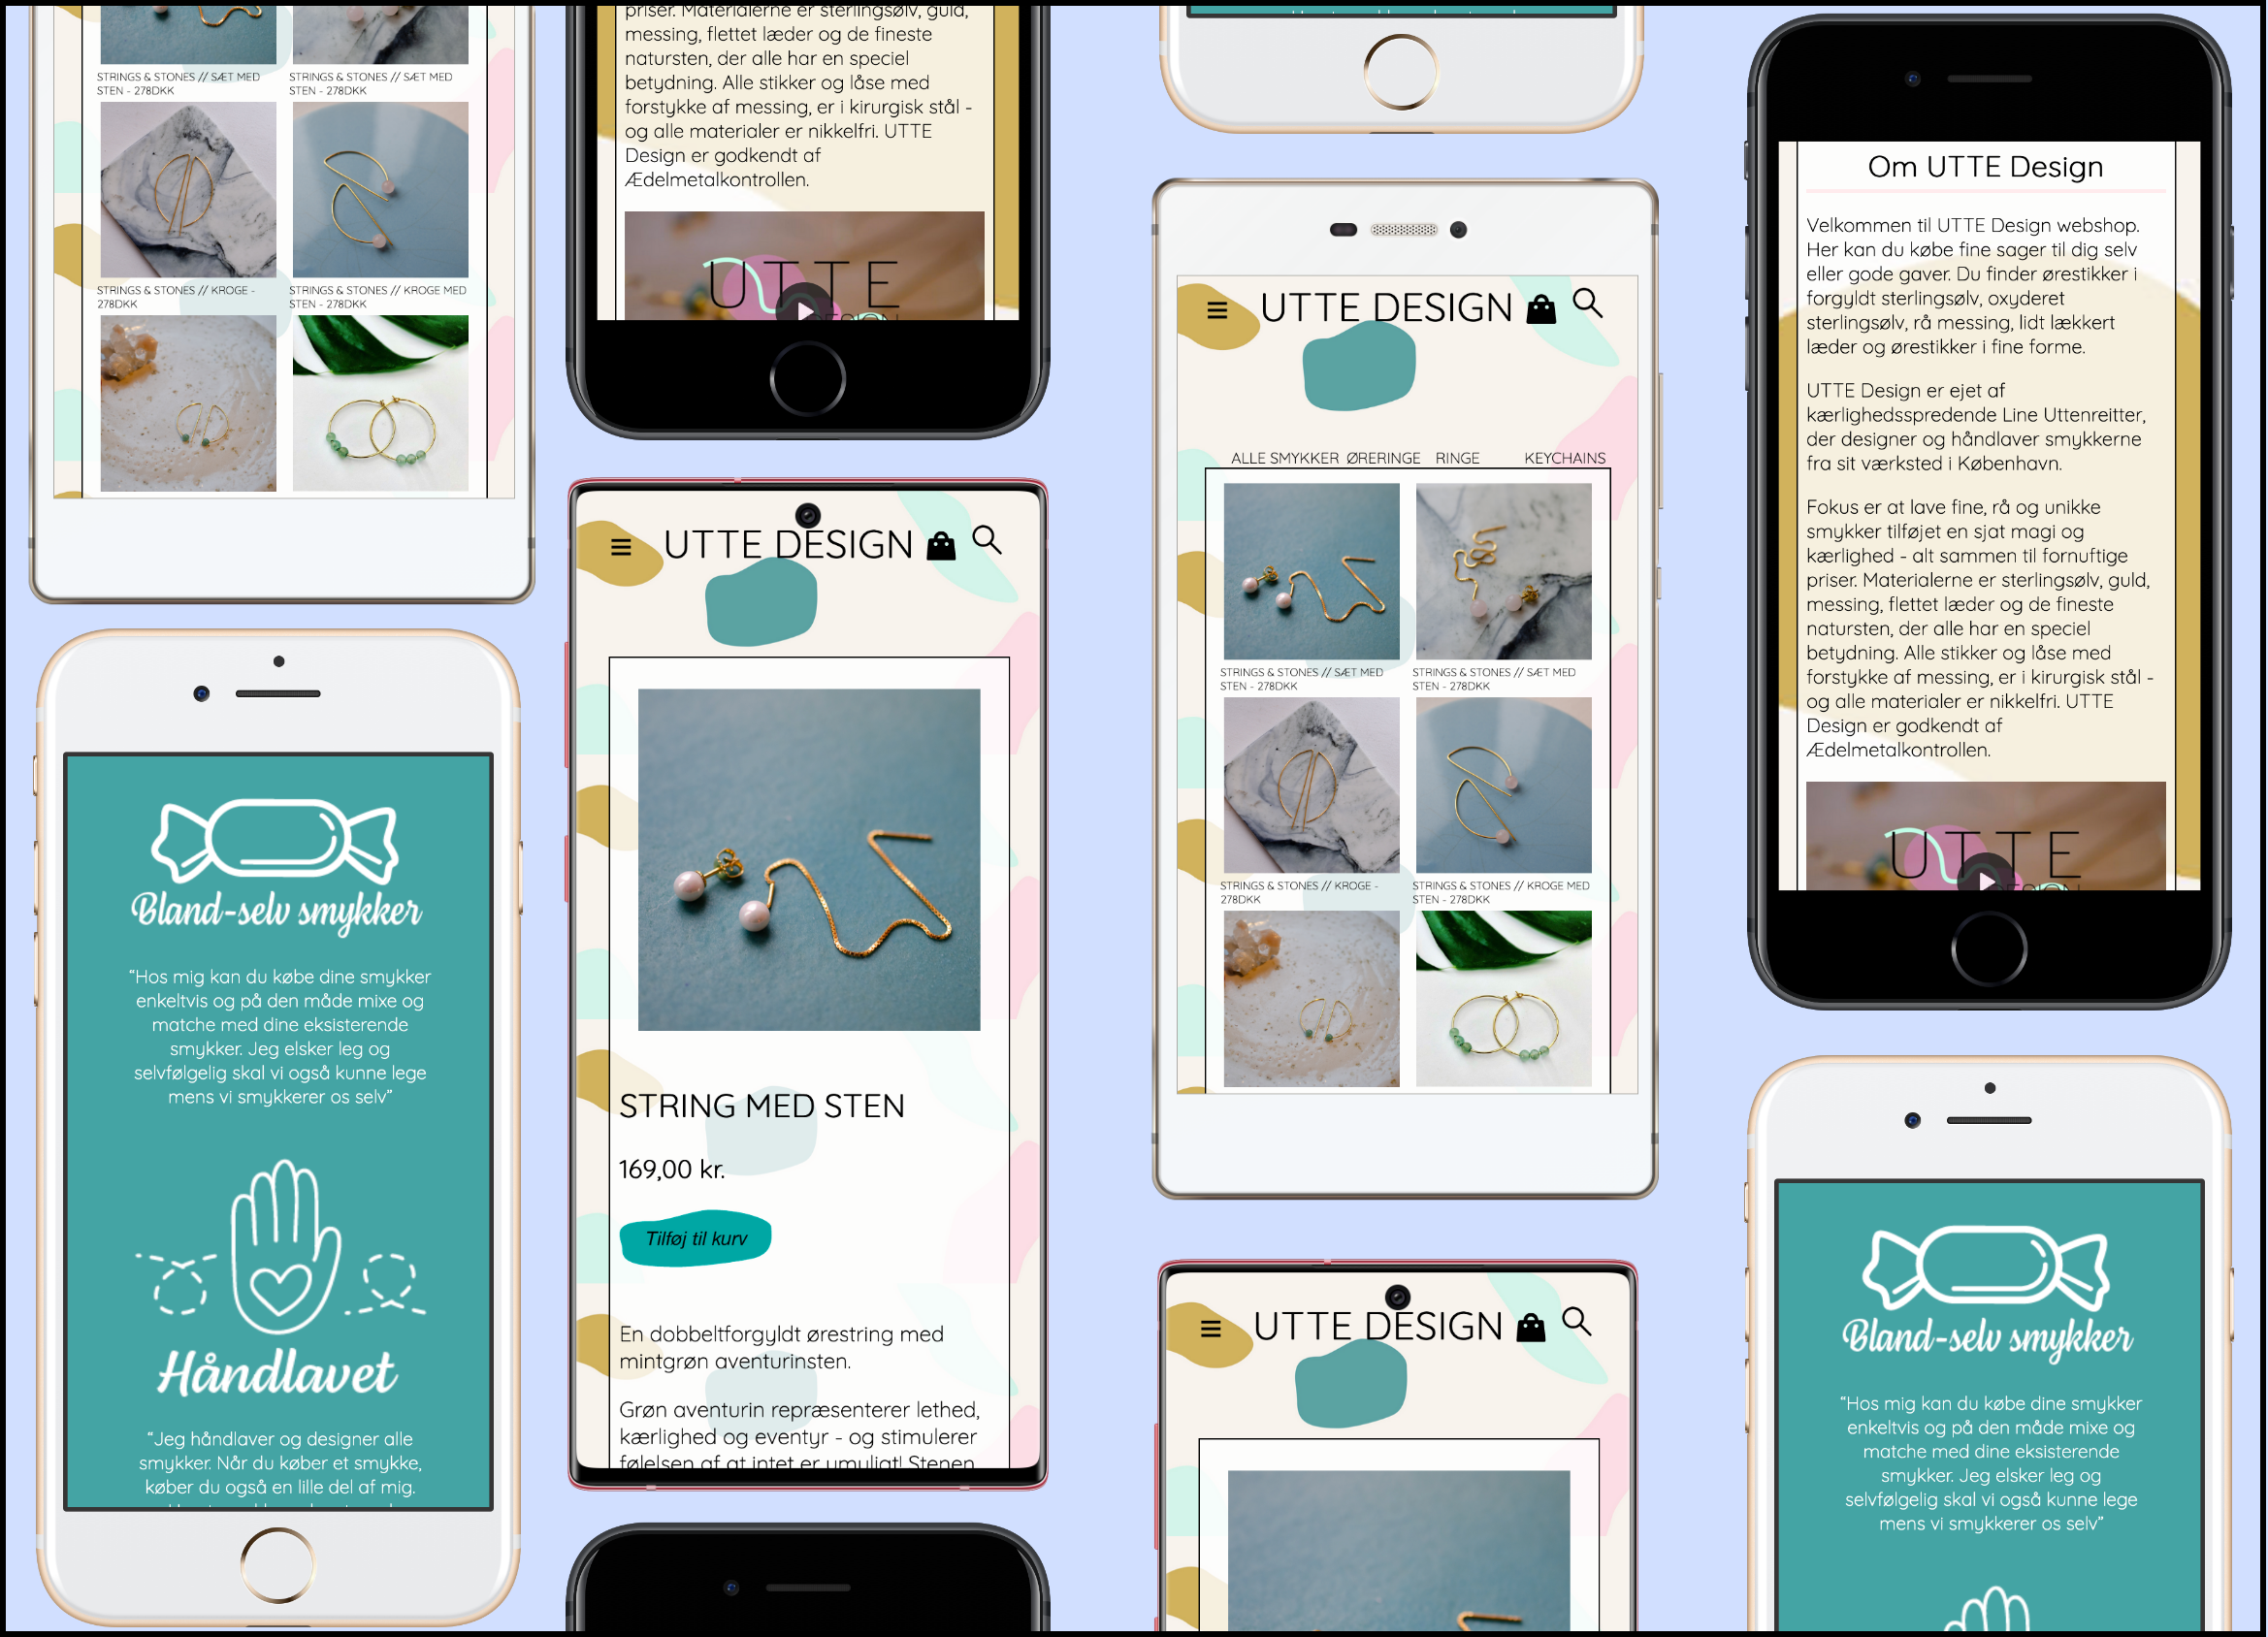 STRINGS & STONES // SÆT MED
STEN - 278DKK
STRINGS & STONES // SÆT MED
STEN - 278DKK
STRINGS & STONES // KROGE -
278DKK
STRINGS & STONES // KROGE MED
STEN - 278DKK
Bland-selv smykker
“Hos mig kan du købe dine smykker
enkeltvis og på den måde mixe og
matche med dine eksisterende
smykker. Jeg elsker leg og
selvfølgelig skal vi også kunne lege
mens vi smykkerer os selv”
Håndlavet
“Jeg håndlaver og designer alle
smykker. Når du køber et smykke,
køber du også en lille del af mig.
priser. Materialerne er sterlingsølv, guld,
messing, flettet læder og de fineste
natursten, der alle har en speciel
betydning. Alle stikker og låse med
forstykke af messing, er i kirurgisk stål -
og alle materialer er nikkelfri. UTTE
Design er godkendt af
Ædelmetalkontrollen.
UTTE
DESIGN
UTTE DESIGN
STRING MED STEN
169,00 kr.
Tilføj til kurv
En dobbeltforgyldt ørestring med
mintgrøn aventurinsten.
Grøn aventurin repræsenterer lethed,
kærlighed og eventyr - og stimulerer
følelsen af at intet er umuligt! Stenen
UTTE DESIGN
ALLE SMYKKER ØRERINGE RINGE KEYCHAINS
STRINGS & STONES // SÆT MED
STEN - 278DKK
STRINGS & STONES // SÆT MED
STEN - 278DKK
STRINGS & STONES // KROGE -
278DKK
STRINGS & STONES // KROGE MED
STEN - 278DKK
UTTE DESIGN
Om UTTE Design
Velkommen til UTTE Design webshop.
Her kan du købe fine sager til dig selv
eller gode gaver. Du finder ørestikker i
forgyldt sterlingsølv, oxyderet
sterlingsølv, rå messing, lidt lækkert
læder og ørestikker i fine forme.
UTTE Design er ejet af
kærlighedsspredende Line Uttenreitter,
der designer og håndlaver smykkerne
fra sit værksted i København.
Fokus er at lave fine, rå og unikke
smykker tilføjet en sjat magi og
kærlighed - alt sammen til fornuftige
priser. Materialerne er sterlingsølv, guld,
messing, flettet læder og de fineste
natursten, der alle har en speciel
betydning. Alle stikker og låse med
forstykke af messing, er i kirurgisk stål -
og alle materialer er nikkelfri. UTTE
Design er godkendt af
Ædelmetalkontrollen.
UTTE
DESIGN
Bland-selv smykker
“Hos mig kan du købe dine smykker
enkeltvis og på den måde mixe og
matche med dine eksisterende
smykker. Jeg elsker leg og
selvfølgelig skal vi også kunne lege
mens vi smykkerer os selv”